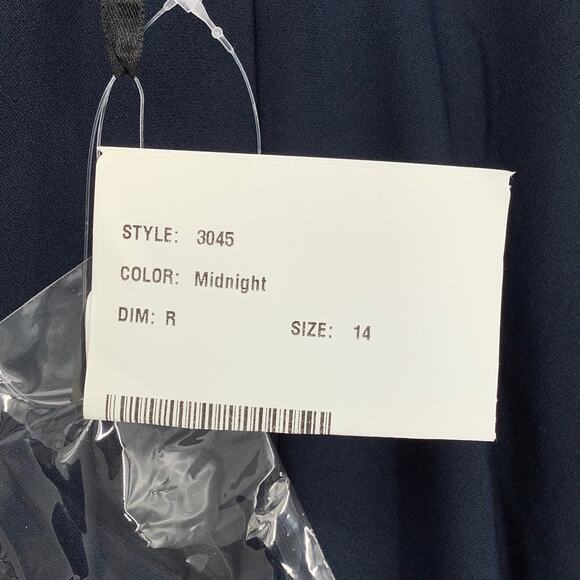 STYLE: 3045
COLOR: Midnight
DIM: R SIZE: 14